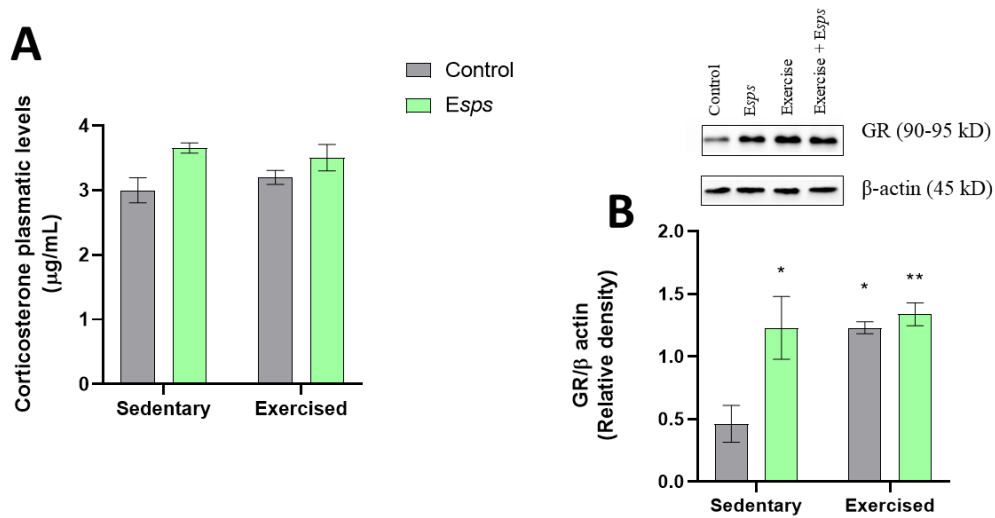 A
Control
Esps
Corticosterone plasmatic levels
(µg/mL)
4
3
2
1
0
Sedentary
Exercised
Control
Esps
Exercise
Exercise + Esps
GR (90-95 kD)
β-actin (45 kD)
B
GR/β actin
(Relative density)
2.0
1.5
1.0
0.5
0.0
*
*
**
Sedentary
Exercised